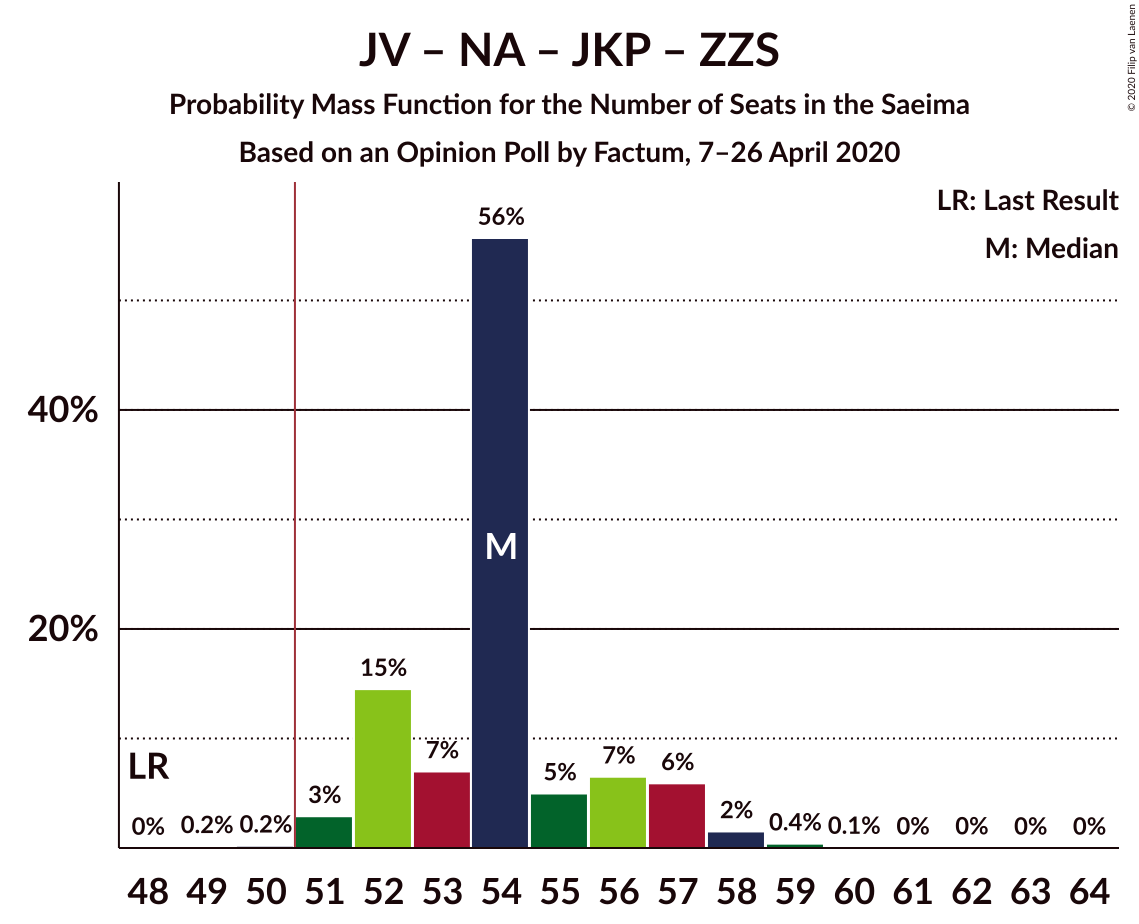 JV – NA – JKP – ZZS
Probability Mass Function for the Number of Seats in the Saeima
Based on an Opinion Poll by Factum, 7–26 April 2020
© 2020 Filip van Laenen
LR: Last Result
M: Median
56%
40%
M
20%
15%
LR
7%
7%
6%
5%
3%
2%
0%
0.2%
0.2%
0.4%
0.1%
0%
0%
0%
0%
48 49 50 51 52 53 54 55 56 57 58 59 60 61 62 63 64